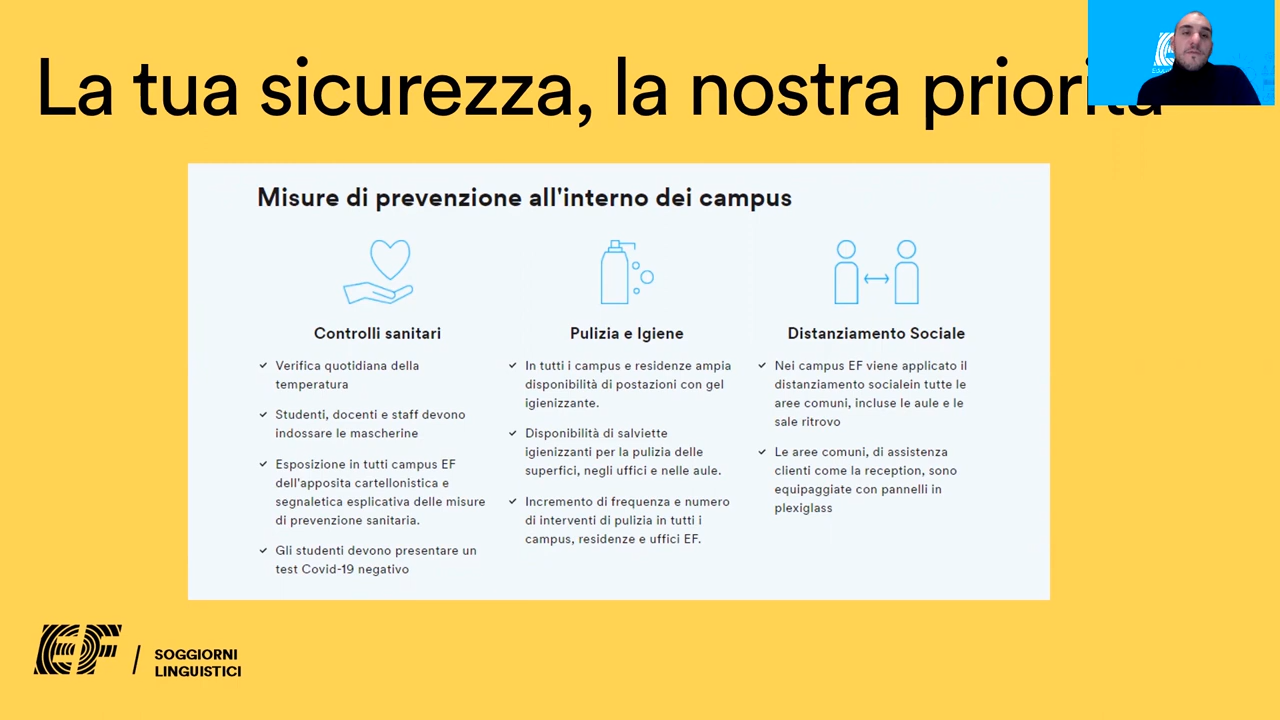 La tua sicurezza, la nostra priorità
Misure di prevenzione all'interno dei campus
Controlli sanitari
Verifica quotidiana della
temperatura
Studenti, docenti e staff devono
indossare le mascherine
Esposizione in tutti campus EF
dell'apposita cartellonistica e
segnaletica esplicativa delle misure
di prevenzione sanitaria.
Gli studenti devono presentare un
test Covid-19 negativo
Pulizia e Igiene
In tutti i campus e residenze ampia
disponibilità di postazioni con gel
igienizzante.
Disponibilità di salviette
igienizzanti per la pulizia delle
superfici, negli uffici e nelle aule.
Incremento di frequenza e numero
di interventi di pulizia in tutti i
campus, residenze e uffici EF.
Distanziamento Sociale
Nei campus EF viene applicato il
distanziamento socialein tutte le
aree comuni, incluse le aule e le
sale ritrovo
Le aree comuni, di assistenza
clienti come la reception, sono
equipaggiate con pannelli in
plexiglass
EF / SOGGIORNI
LINGUISTICI